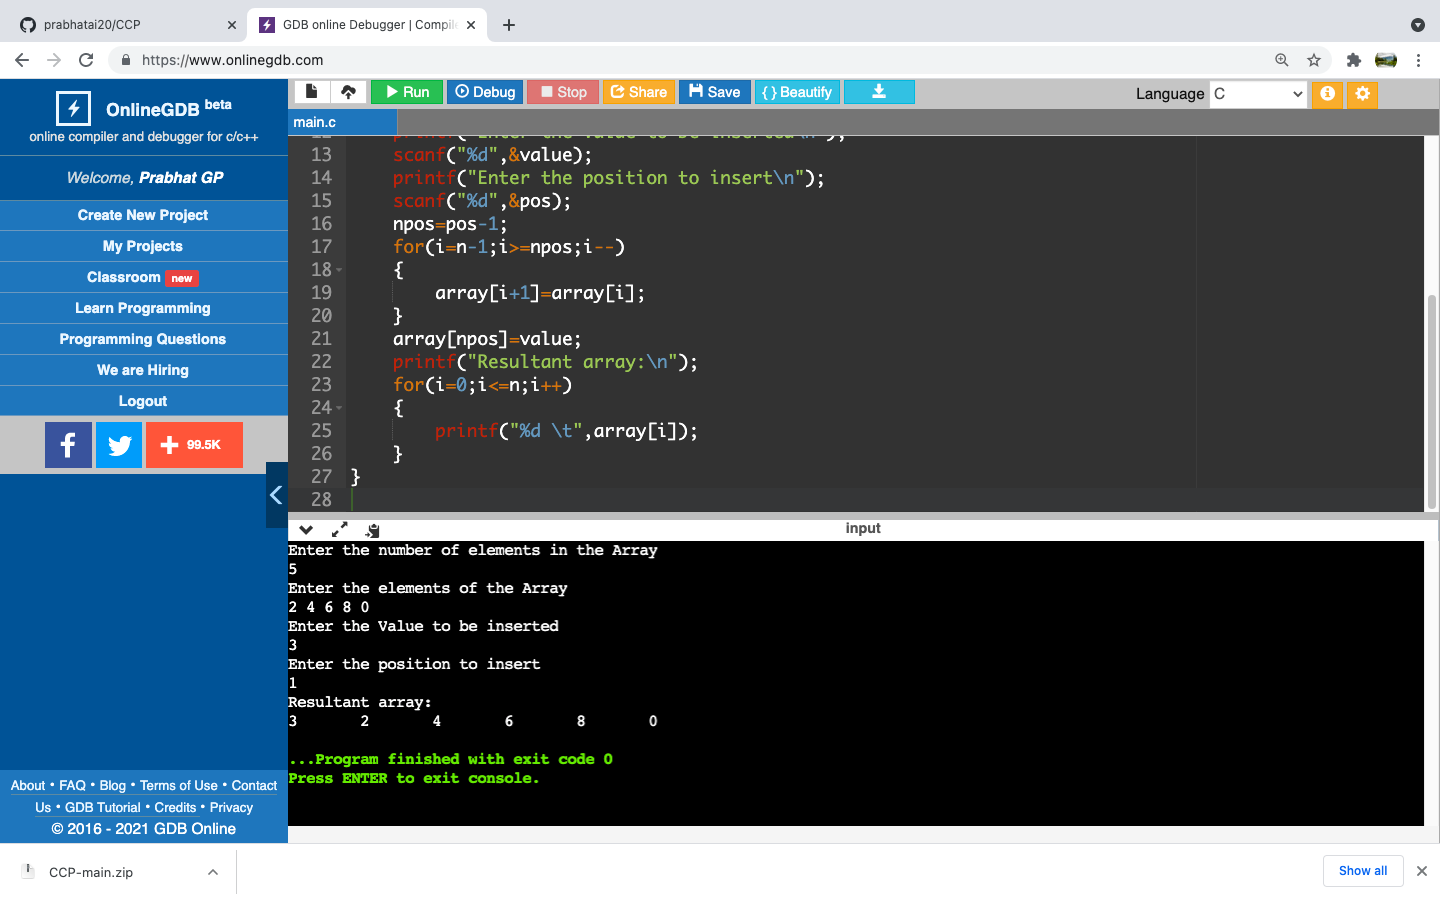 prabhatai20/CCP
GDB online Debugger | Compile
https://www.onlinegdb.com
OnlineGDB beta
online compiler and debugger for c/c++
Welcome, Prabhat GP
Create New Project
My Projects
Classroom new
Learn Programming
Programming Questions
We are Hiring
Logout
99.5K
About • FAQ • Blog • Terms of Use • Contact
Us • GDB Tutorial • Credits • Privacy
© 2016 - 2021 GDB Online
Run Debug Stop Share Save { } Beautify
Language C
main.c
12 printf("Enter the Value to be inserted\n");
13 scanf("%d",&value);
14 printf("Enter the position to insert\n");
15 scanf("%d",&pos);
16 npos=pos-1;
17 for(i=n-1;i>=npos;i--)
18 {
19 array[i+1]=array[i];
20 }
21 array[npos]=value;
22 printf("Resultant array:\n");
23 for(i=0;i<=n;i++)
24 {
25 printf("%d \t",array[i]);
26 }
27 }
28
input
Enter the number of elements in the Array
5
Enter the elements of the Array
2 4 6 8 0
Enter the Value to be inserted
3
Enter the position to insert
1
Resultant array:
3 2 4 6 8 0
...Program finished with exit code 0
Press ENTER to exit console.
CCP-main.zip
Show all